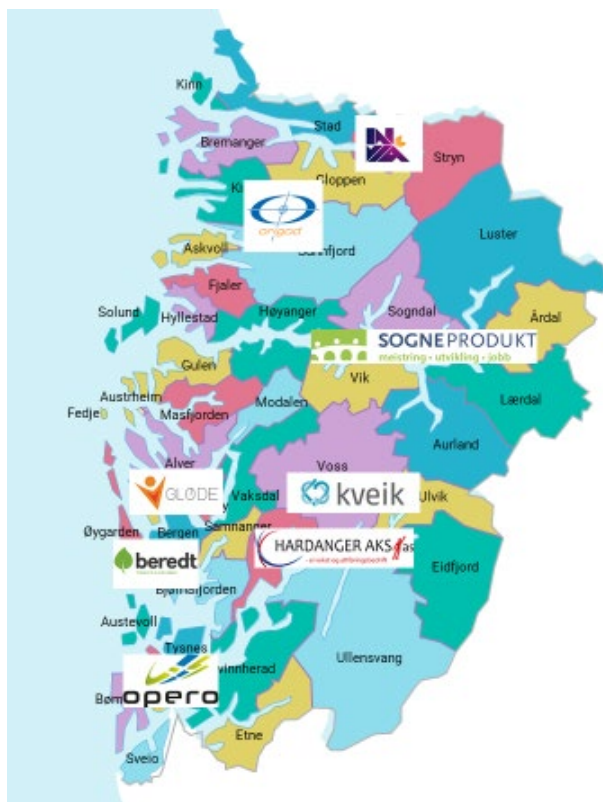 Kinn
Stad
Bremanger
NA
Stryn
Gloppen
origod
Luster
Askvoll
Fjaler
Sogndal
Solund
Høyanger
Hyllestad
Årdal
SOGNEPRODUKT
meistring • utvikling • jobb
Gulen
Vik
Lærdal
Austrheim
Modalen
Fedje
Masfjorden
Aurland
Alver
Voss
GLØDE
Vaksdal
kveik
Ulvik
Øygarden
Bergen
Samnanger
HARDANGER AKS as
beredt
Eidfjord
Bjørnafjorden
Austevoll
Tysnes
Ullensvang
opero
Etne
Sveio